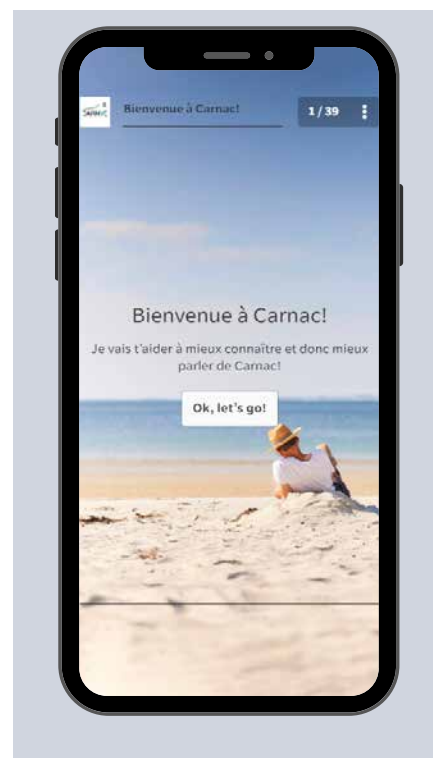 CARNAC
Bienvenue à Carnac!
1 / 39
Bienvenue à Carnac!
Je vais t'aider à mieux connaître et donc mieux
parler de Carnac!
Ok, let's go!